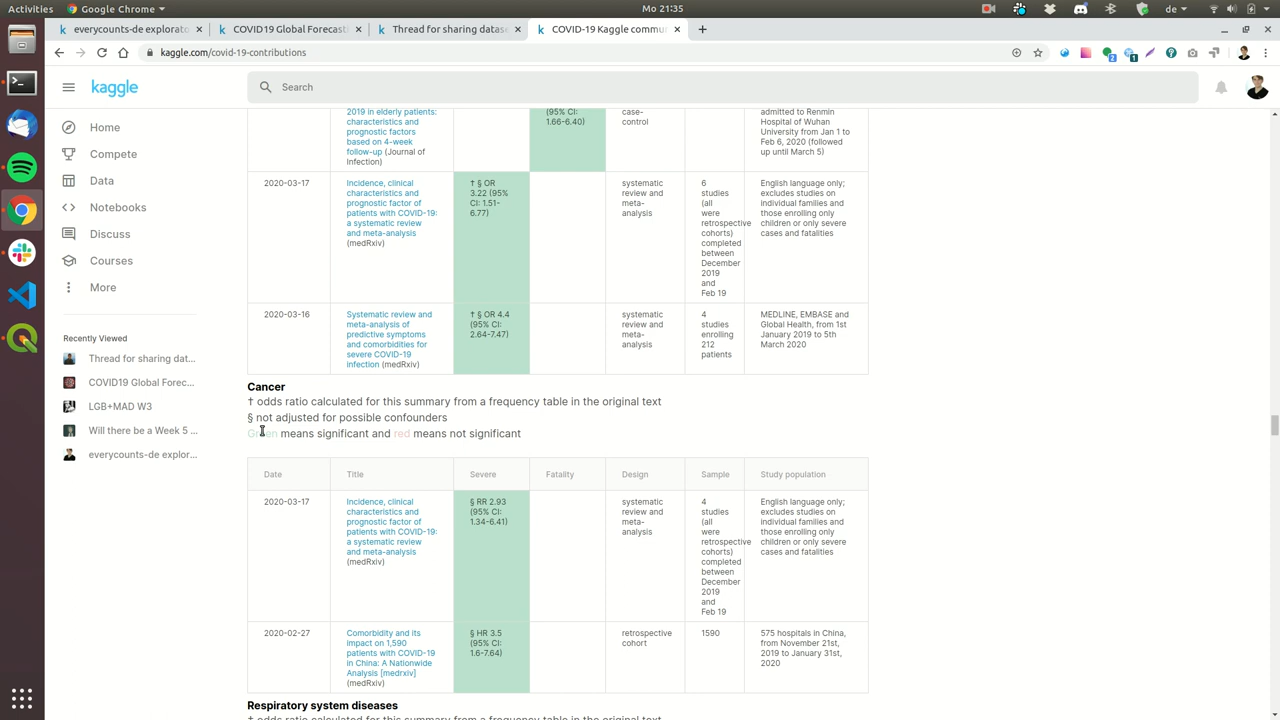 Activities
Google Chrome
Mo 21:35
de
everycounts-de explorato
COVID19 Global Forecasti
Thread for sharing datase
COVID-19 Kaggle commu
kaggle.com/covid-19-contributions
2
1
kaggle
Search
Home
Compete
Data
Notebooks
Discuss
Courses
More
Recently Viewed
Thread for sharing dat...
COVID19 Global Forec...
LGB+MAD W3
Will there be a Week 5 ...
everycounts-de explor...
2019 in elderly patients:
characteristics and
prognostic factors
based on 4-week
follow-up (Journal of
Infection)
(95% CI:
1.66-6.40)
case-
control
admitted to Renmin
Hospital of Wuhan
University from Jan 1 to
Feb 6, 2020 (followed
up until March 5)
2020-03-17
Incidence, clinical
characteristics and
prognostic factor of
patients with COVID-19:
a systematic review
and meta-analysis
(medRxiv)
† § OR
3.22 (95%
CI: 1.51-
6.77)
systematic
review and
meta-
analysis
6
studies
(all
were
retrospective
cohorts)
completed
between
December
2019
and
Feb 19
English language only;
excludes studies on
individual families and
those enrolling only
children or only severe
cases and fatalities
2020-03-16
Systematic review and
meta-analysis of
predictive symptoms
and comorbidities for
severe COVID-19
infection (medRxiv)
† § OR 4.4
(95% CI:
2.64-7.47)
systematic
review and
meta-
analysis
4
studies
enrolling
212
patients
MEDLINE, EMBASE and
Global Health, from 1st
January 2019 to 5th
March 2020
Cancer
† odds ratio calculated for this summary from a frequency table in the original text
§ not adjusted for possible confounders
Green means significant and red means not significant
Date
Title
Severe
Fatality
Design
Sample
Study population
2020-03-17
Incidence, clinical
characteristics and
prognostic factor of
patients with COVID-19:
a systematic review
and meta-analysis
(medRxiv)
§ RR 2.93
(95% CI:
1.34-6.41)
systematic
review and
meta-
analysis
4
studies
(all
were
retrospective
cohorts)
completed
between
December
2019
and
Feb 19
English language only;
excludes studies on
individual families and
those enrolling only
children or only severe
cases and fatalities
2020-02-27
Comorbidity and its
impact on 1,590
patients with COVID-19
in China: A Nationwide
Analysis [medrxiv]
(medRxiv)
§ HR 3.5
(95% CI:
1.6-7.64)
retrospective
cohort
1590
575 hospitals in China,
from November 21st,
2019 to January 31st,
2020
Respiratory system diseases
† odds ratio calculated for this summary from a frequency table in the original text